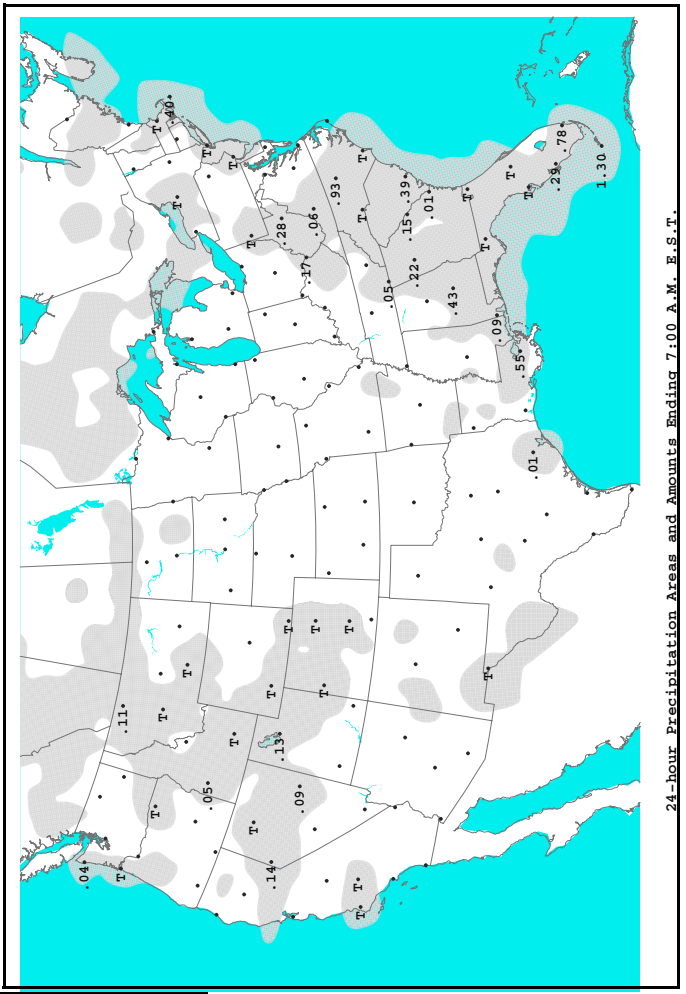 .04
T
.11
T
T
T
.40
T
T
T
.05
T
T
T
T
T
.14
.13
.28
T
.09
.17
.06
T
T
.93
T
T
T
T
T
.05
.39
.15
.22
.01
.43
T
T
T
.09
T
.55
T
.01
.29
.78
1.30
24-hour Precipitation Areas and Amounts Ending 7:00 A.M. E.S.T.